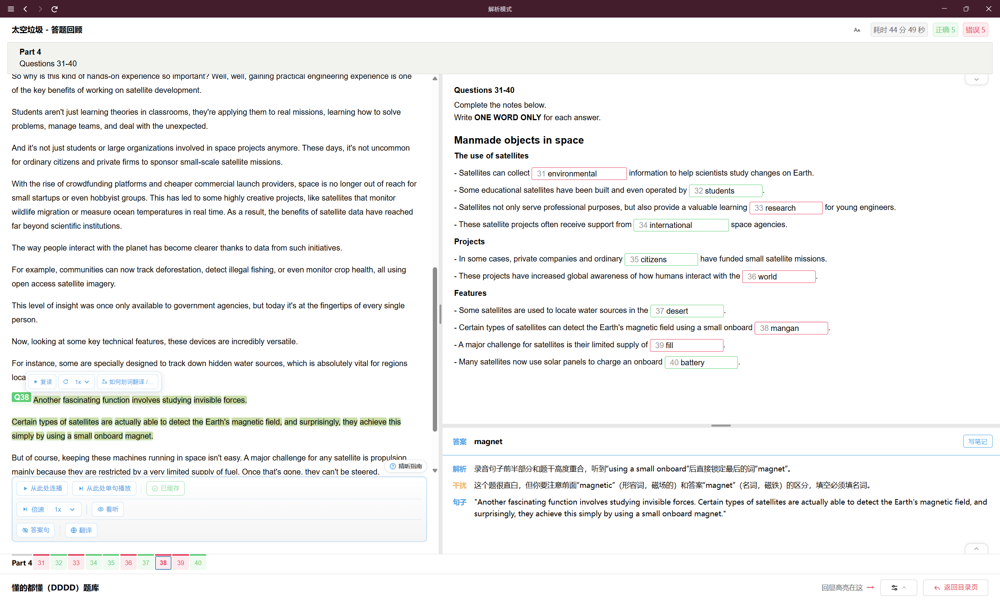 解析模式
太空垃圾 - 答题回顾
AA 耗时 44 分 49 秒 正确 5 错误 5
Part 4
Questions 31-40
So why is this kind of hands-on experience so important? Well, well, gaining practical engineering experience is one
of the key benefits of working on satellite development.
Students aren't just learning theories in classrooms, they're applying them to real missions, learning how to solve
problems, manage teams, and deal with the unexpected.
And it's not just students or large organizations involved in space projects anymore. These days, it's not uncommon
for ordinary citizens and private firms to sponsor small-scale satellite missions.
With the rise of crowdfunding platforms and cheaper commercial launch providers, space is no longer out of reach for
small startups or even hobbyist groups. This has led to some highly creative projects, like satellites that monitor
wildlife migration or measure ocean temperatures in real time. As a result, the benefits of satellite data have reached
far beyond scientific institutions.
The way people interact with the planet has become clearer thanks to data from such initiatives.
For example, communities can now track deforestation, detect illegal fishing, or even monitor crop health, all using
open access satellite imagery.
This level of insight was once only available to government agencies, but today it's at the fingertips of every single
person.
Now, looking at some key technical features, these devices are incredibly versatile.
For instance, some are specially designed to track down hidden water sources, which is absolutely vital for regions
loca
复读 1x 如何划词翻译 /...
Q38 Another fascinating function involves studying invisible forces.
Certain types of satellites are actually able to detect the Earth's magnetic field, and surprisingly, they achieve this
simply by using a small onboard magnet.
But of course, keeping these machines running in space isn't easy. A major challenge for any satellite is propulsion
mainly because they are restricted by a very limited supply of fuel. Once that's gone, they can't be steered.
精听指南
从此处连播 从此处单句播放 已缓存
倍速 1x 看听
答案句 翻译
Questions 31-40
Complete the notes below.
Write ONE WORD ONLY for each answer.
Manmade objects in space
The use of satellites
- Satellites can collect 31 environmental information to help scientists study changes on Earth.
- Some educational satellites have been built and even operated by 32 students.
- Satellites not only serve professional purposes, but also provide a valuable learning 33 research for young engineers.
- These satellite projects often receive support from 34 international space agencies.
Projects
- In some cases, private companies and ordinary 35 citizens have funded small satellite missions.
- These projects have increased global awareness of how humans interact with the 36 world.
Features
- Some satellites are used to locate water sources in the 37 desert.
- Certain types of satellites can detect the Earth's magnetic field using a small onboard 38 mangan.
- A major challenge for satellites is their limited supply of 39 fill.
- Many satellites now use solar panels to charge an onboard 40 battery.
答案 magnet 写笔记
解析 录音句子前半部分和题干高度重合，听到“using a small onboard”后直接锁定最后的词“magnet”。
干扰 这个题很直白，但你要注意前面“magnetic”（形容词，磁场的）和答案“magnet”（名词，磁铁）的区分，填空必须填名词。
句子 "Another fascinating function involves studying invisible forces. Certain types of satellites are actually able to detect the Earth's magnetic field, and
surprisingly, they achieve this simply by using a small onboard magnet."
Part 4 31 32 33 34 35 36 37 38 39 40
懂的都懂（DDDD）题库
回显高亮在这 → 返回目录页